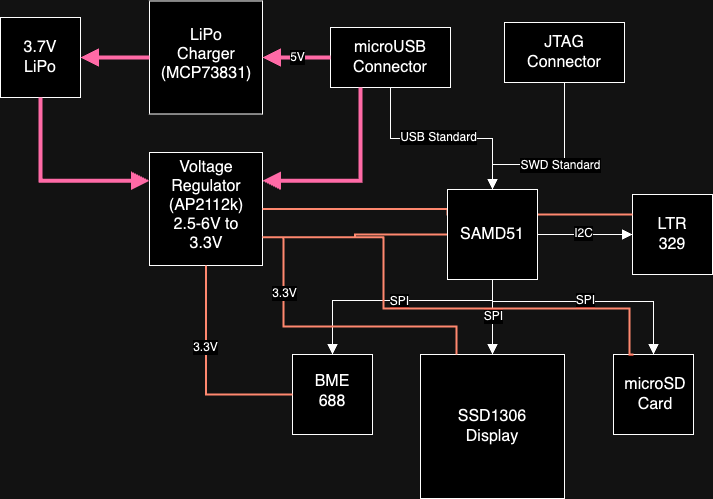 3.7V
LiPo
LiPo
Charger
(MCP73831)
5V
microUSB
Connector
JTAG
Connector
USB Standard
SWD Standard
Voltage
Regulator
(AP2112k)
2.5-6V to
3.3V
SAMD51
I2C
LTR
329
3.3V
SPI
SPI
SPI
3.3V
BME
688
SSD1306
Display
microSD
Card